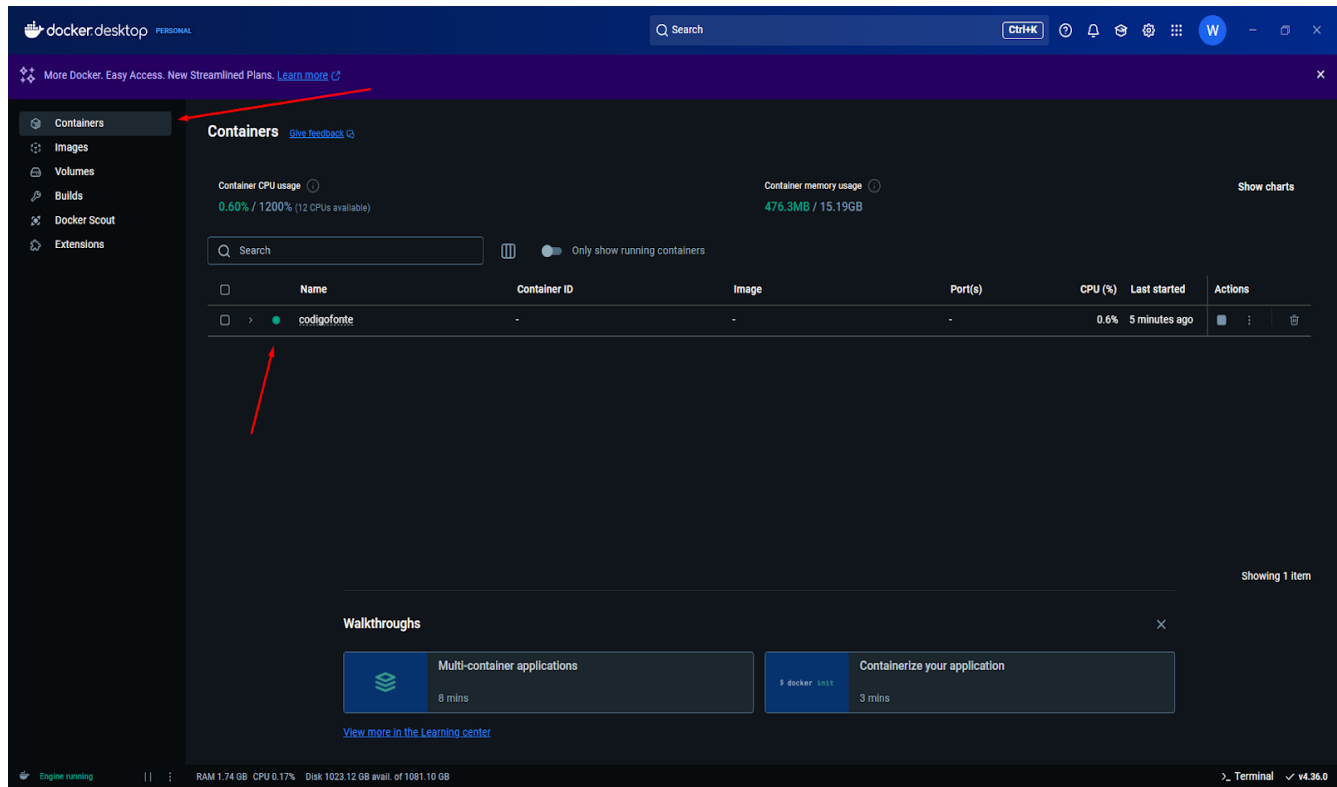 docker.desktop PERSONAL
Search Ctrl+K W
More Docker. Easy Access. New Streamlined Plans. Learn more
Containers
Images
Volumes
Builds
Docker Scout
Extensions
Containers Give feedback
Container CPU usage
0.60% / 1200% (12 CPUs available)
Container memory usage
476.3MB / 15.19GB
Show charts
Search
Only show running containers
Name Container ID Image Port(s) CPU (%) Last started Actions
codigofonte - - - 0.6% 5 minutes ago
Showing 1 item
Walkthroughs
Multi-container applications
8 mins
$ docker init
Containerize your application
3 mins
View more in the Learning center
Engine running RAM 1.74 GB CPU 0.17% Disk 1023.12 GB avail. of 1081.10 GB >_ Terminal v4.36.0